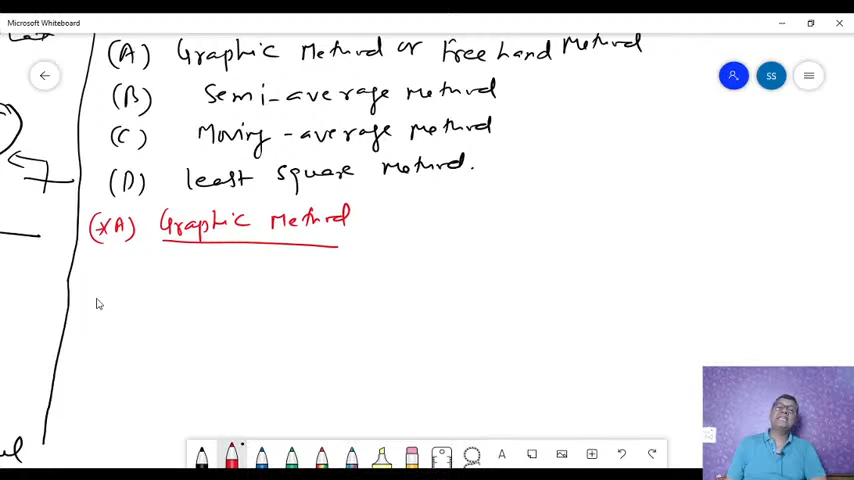 Microsoft Whiteboard
(A) Graphic Method or Free hand Method
(B) Semi-average Method
(C) Moving-average Method
(D) least square Method.
SS
(*A) Graphic Method
A